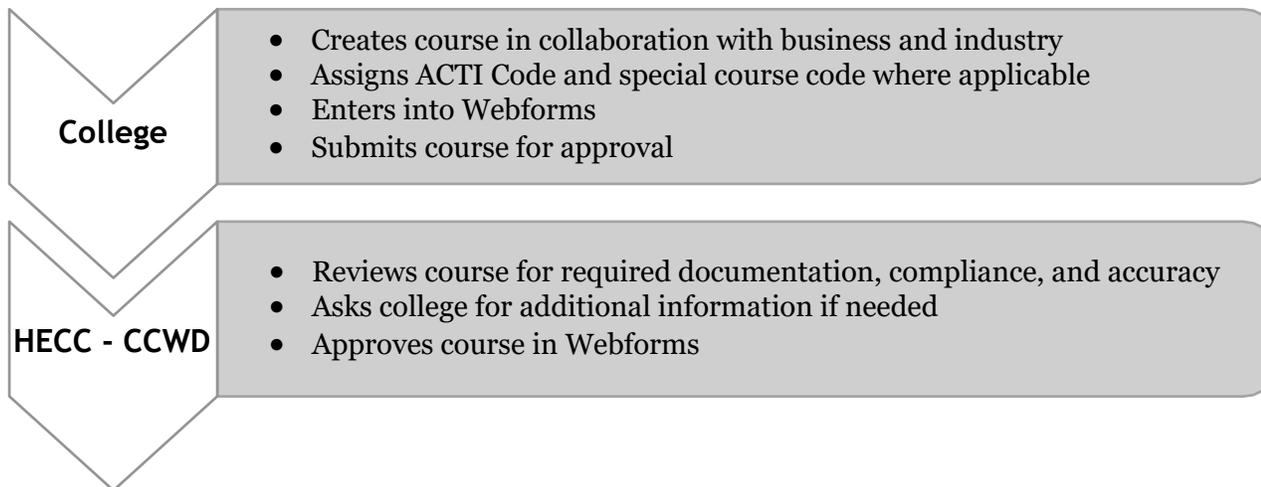 College
• Creates course in collaboration with business and industry
• Assigns ACTI Code and special course code where applicable
• Enters into Webforms
• Submits course for approval
HECC - CCWD
• Reviews course for required documentation, compliance, and accuracy
• Asks college for additional information if needed
• Approves course in Webforms